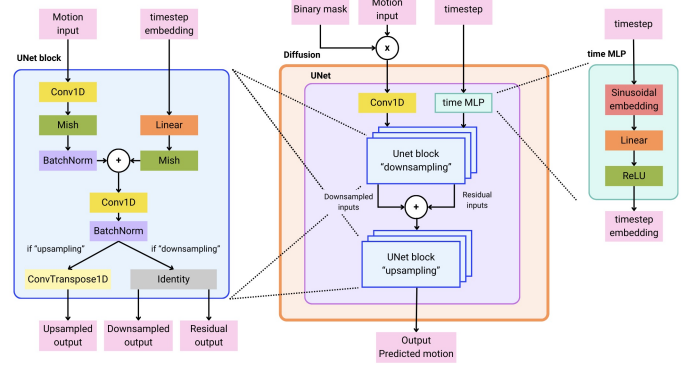 Motion
input
timestep
embedding
UNet block
Conv1D
Mish
Linear
BatchNorm
+
Mish
Conv1D
BatchNorm
if "upsampling"
if "downsampling"
ConvTranspose1D
Identity
Upsampled
output
Downsampled
output
Residual
output
Binary mask
Motion
input
timestep
x
Diffusion
UNet
Conv1D
time MLP
Unet block
"downsampling"
Downsampled
inputs
Residual
inputs
+
UNet block
"upsampling"
Output
Predicted motion
timestep
time MLP
Sinusoidal
embedding
Linear
ReLU
timestep
embedding